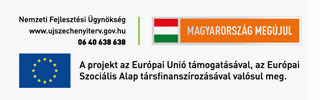 Nemzeti Fejlesztési Ügynökség
www.ujszechenyiterv.gov.hu
06 40 638 638
MAGYARORSZÁG MEGÚJUL
A projekt az Európai Unió támogatásával, az Európai
Szociális Alap társfinanszírozásával valósul meg.